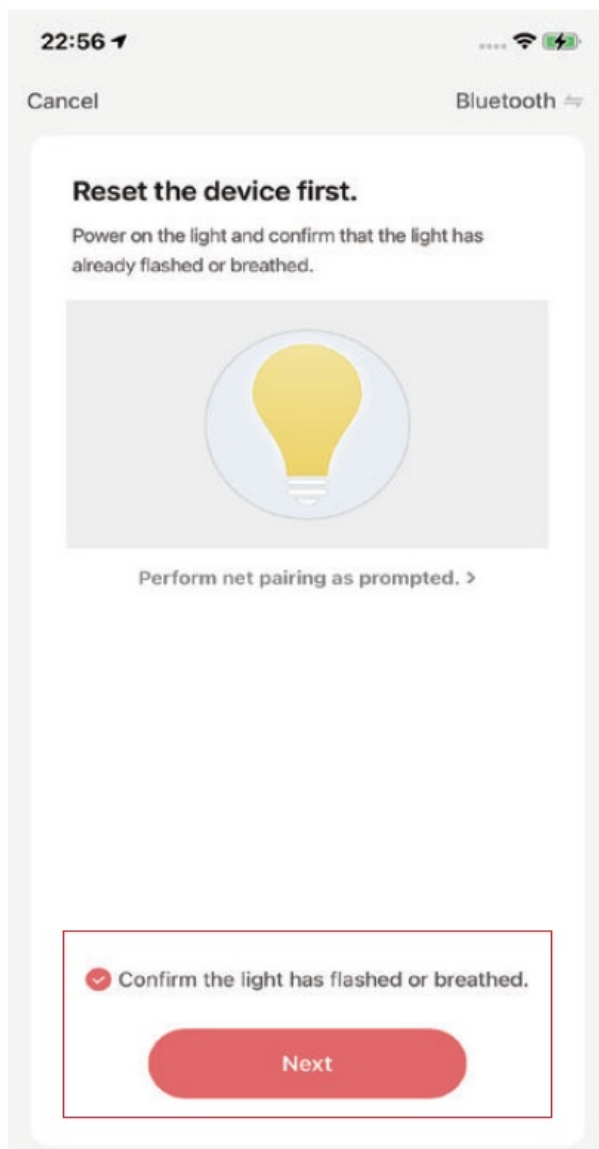 22:56
Cancel
Bluetooth
Reset the device first.
Power on the light and confirm that the light has
already flashed or breathed.
Perform net pairing as prompted. >
Confirm the light has flashed or breathed.
Next